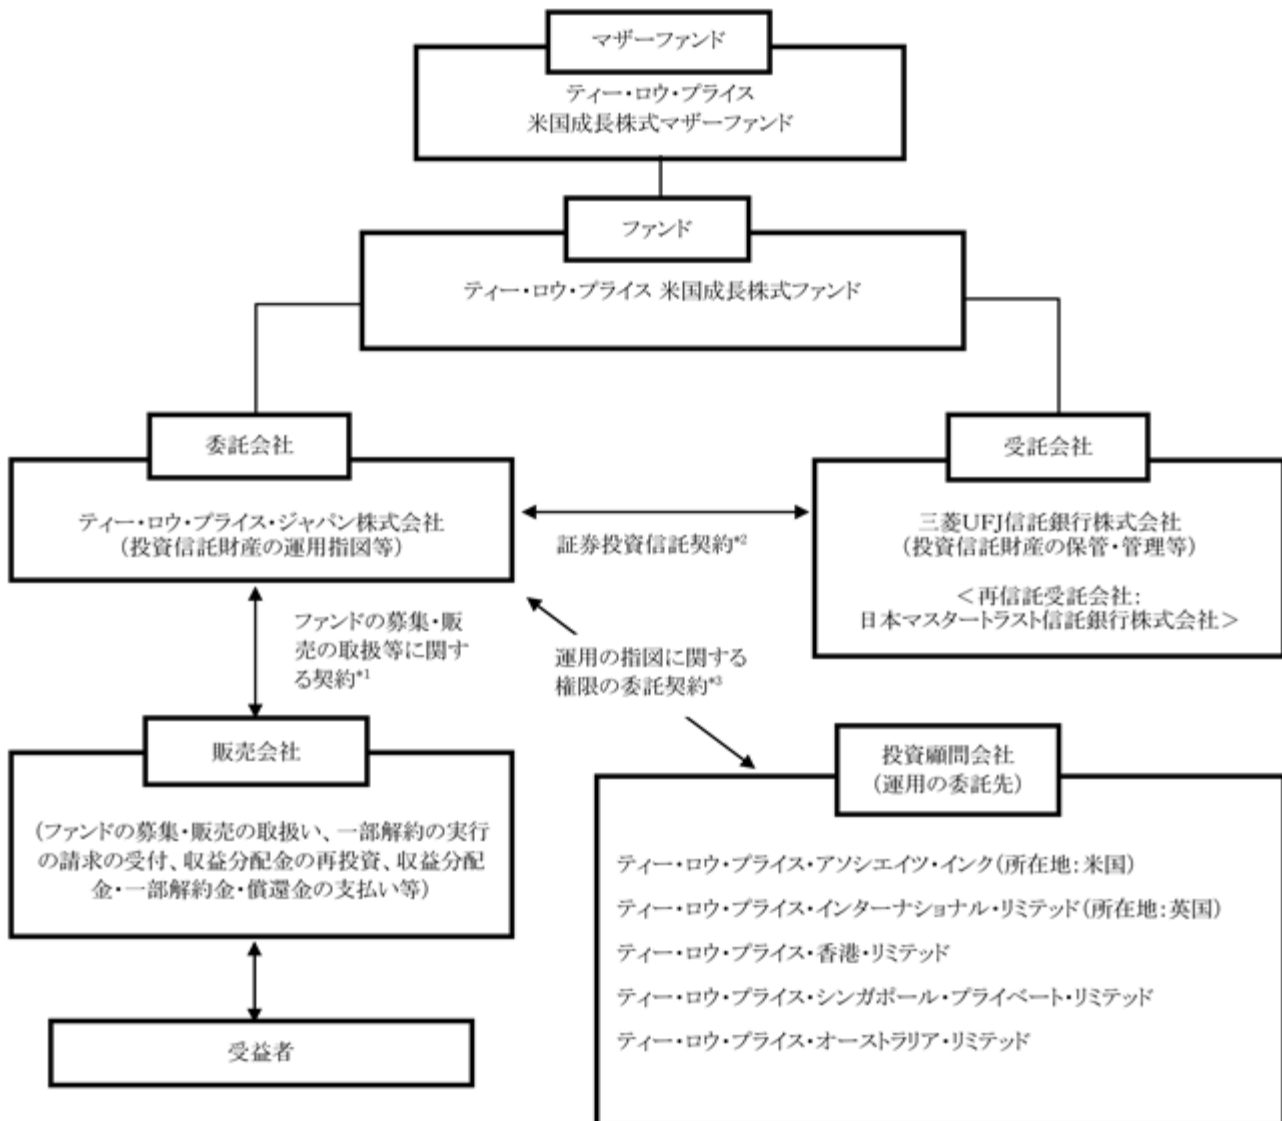 マザーファンド
ティー・ロウ・プライス
米国成長株式マザーファンド
ファンド
ティー・ロウ・プライス 米国成長株式ファンド
委託会社
ティー・ロウ・プライス・ジャパン株式会社
(投資信託財産の運用指図等)
証券投資信託契約*2
受託会社
三菱UFJ信託銀行株式会社
(投資信託財産の保管・管理等)
<再信託受託会社:
日本マスタートラスト信託銀行株式会社>
ファンドの募集・販
売の取扱等に関す
る契約*1
運用の指図に関する
権限の委託契約*3
販売会社
(ファンドの募集・販売の取扱い、一部解約の実行
の請求の受付、収益分配金の再投資、収益分配
金・一部解約金・償還金の支払い等)
受益者
投資顧問会社
(運用の委託先)
ティー・ロウ・プライス・アソシエイツ・インク(所在地:米国)
ティー・ロウ・プライス・インターナショナル・リミテッド(所在地:英国)
ティー・ロウ・プライス・香港・リミテッド
ティー・ロウ・プライス・シンガポール・プライベート・リミテッド
ティー・ロウ・プライス・オーストラリア・リミテッド